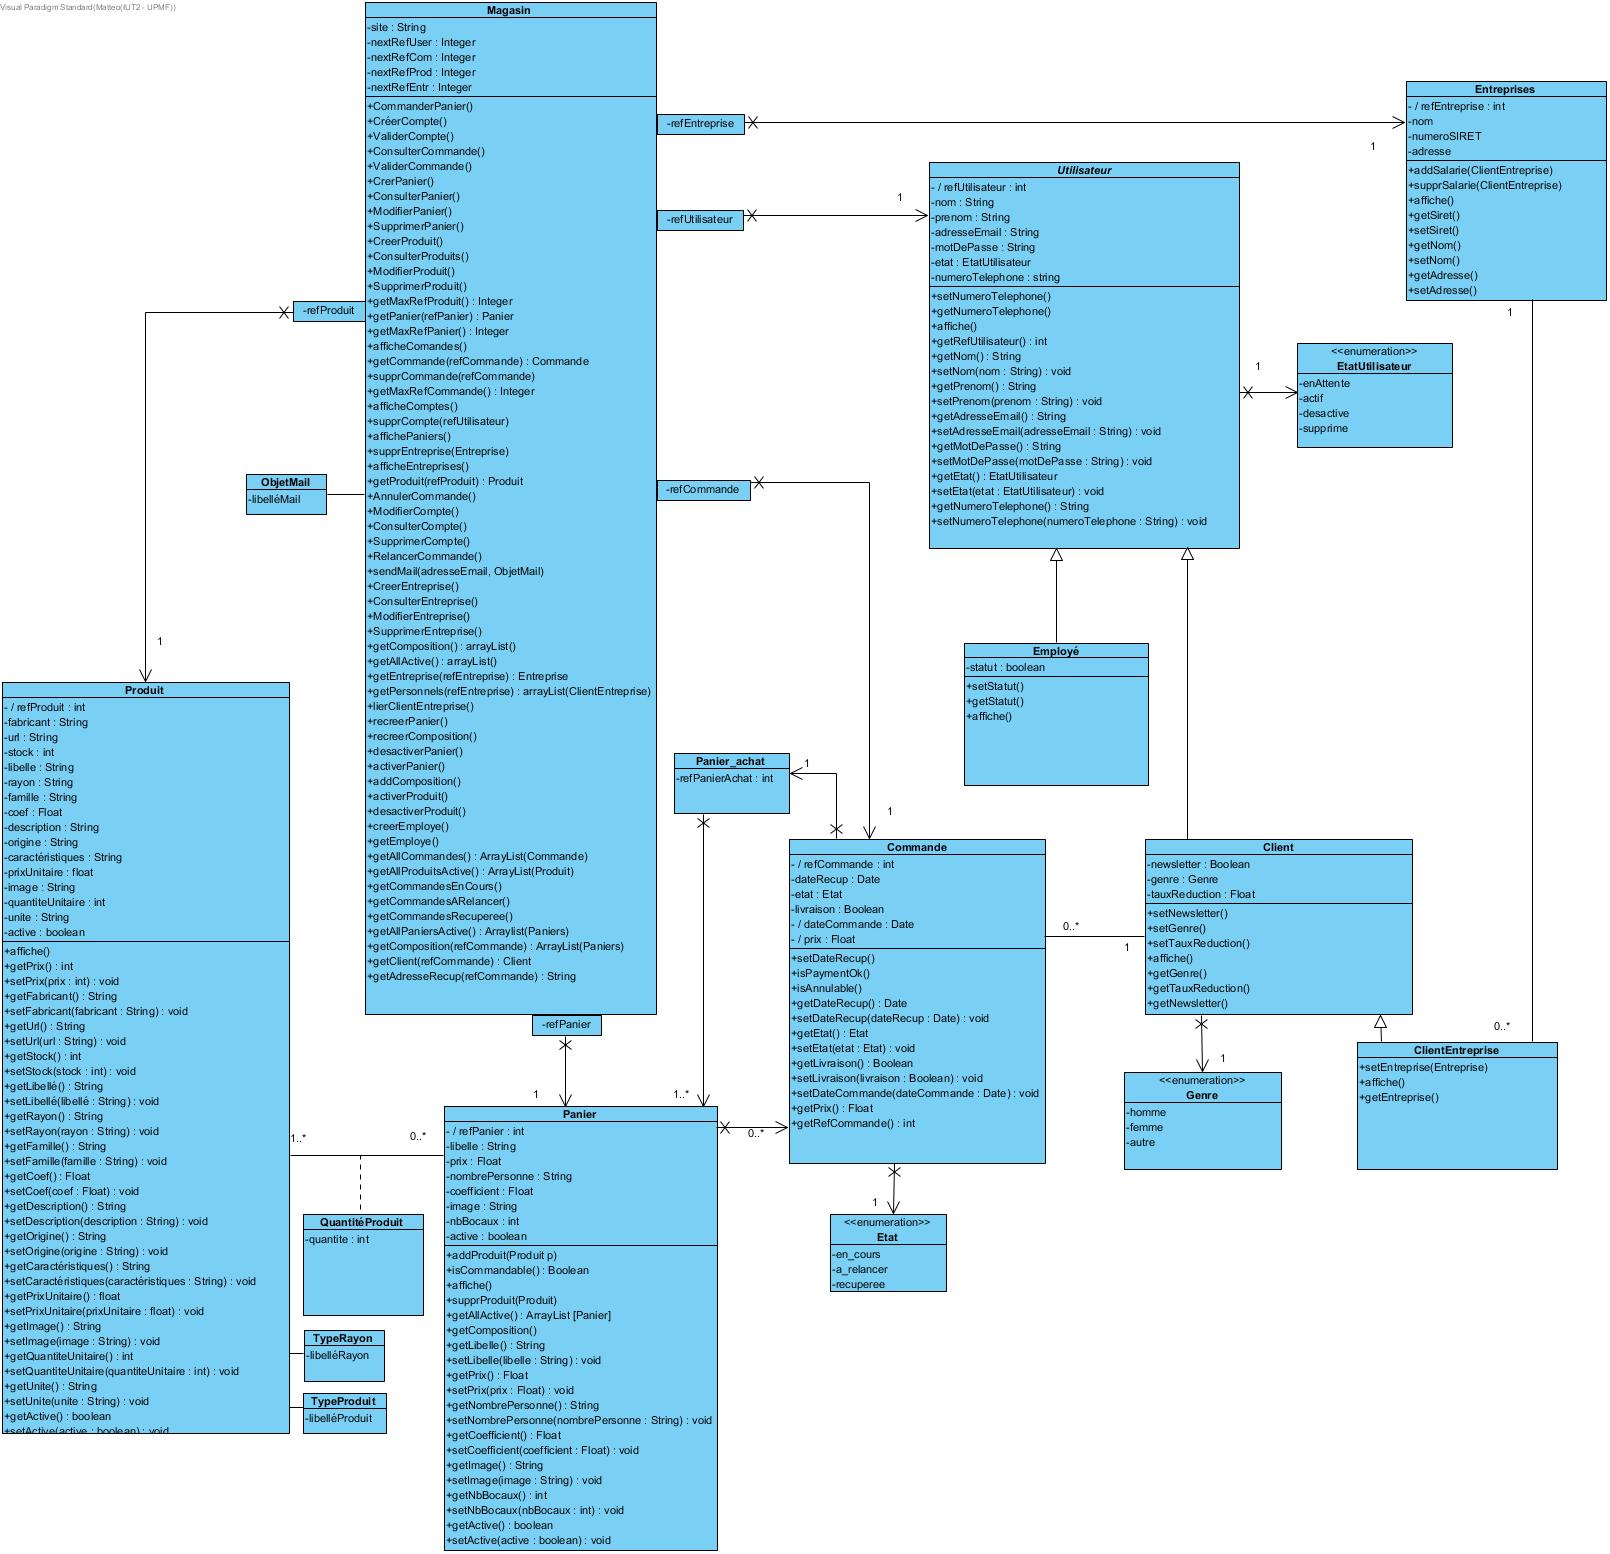 Visual Paradigm Standard(Matteo(IUT2 - UPMF))
Magasin
-site : String
-nextRefUser : Integer
-nextRefCom : Integer
-nextRefProd : Integer
-nextRefEntr : Integer
+CommanderPanier()
+CréerCompte()
+ValiderCompte()
+ConsulterCommande()
+ValiderCommande()
+CrerPanier()
+ConsulterPanier()
+ModifierPanier()
+SupprimerPanier()
+CreerProduit()
+ConsulterProduits()
+ModifierProduit()
+SupprimerProduit()
+getMaxRefProduit() : Integer
+getPanier(refPanier) : Panier
+getMaxRefPanier() : Integer
+afficheComandes()
+getCommande(refCommande) : Commande
+supprCommande(refCommande)
+getMaxRefCommande() : Integer
+afficheComptes()
+supprCompte(refUtilisateur)
+affichePaniers()
+supprEntreprise(Entreprise)
+afficheEntreprises()
+getProduit(refProduit) : Produit
+AnnulerCommande()
+ModifierCompte()
+ConsulterCompte()
+SupprimerCompte()
+RelancerCommande()
+sendMail(adresseEmail, ObjetMail)
+CreerEntreprise()
+ConsulterEntreprise()
+ModifierEntreprise()
+SupprimerEntreprise()
+getComposition() : arrayList()
+getAllActive() : arrayList()
+getEntreprise(refEntreprise) : Entreprise
+getPersonnels(refEntreprise) : arrayList(ClientEntreprise)
+lierClientEntreprise()
+recreerPanier()
+recreerComposition()
+desactiverPanier()
+activerPanier()
+addComposition()
+activerProduit()
+desactiverProduit()
+creerEmploye()
+getEmploye()
+getAllCommandes() : ArrayList(Commande)
+getAllProduitsActive() : ArrayList(Produit)
+getCommandesEnCours()
+getCommandesARelancer()
+getCommandesRecuperee()
+getAllPaniersActive() : Arraylist(Paniers)
+getComposition(refCommande) : ArrayList(Paniers)
+getClient(refCommande) : Client
+getAdresseRecup(refCommande) : String
-refEntreprise
1
-refUtilisateur
1
-refProduit
1
-refCommande
1
-refPanier
1
Entreprises
- / refEntreprise : int
-nom
-numeroSIRET
-adresse
+addSalarie(ClientEntreprise)
+supprSalarie(ClientEntreprise)
+affiche()
+getSiret()
+setSiret()
+getNom()
+setNom()
+getAdresse()
+setAdresse()
1
0..*
Utilisateur
- / refUtilisateur : int
-nom : String
-prenom : String
-adresseEmail : String
-motDePasse : String
-etat : EtatUtilisateur
-numeroTelephone : string
+setNumeroTelephone()
+getNumeroTelephone()
+affiche()
+getRefUtilisateur() : int
+getNom() : String
+setNom(nom : String) : void
+getPrenom() : String
+setPrenom(prenom : String) : void
+getAdresseEmail() : String
+setAdresseEmail(adresseEmail : String) : void
+getMotDePasse() : String
+setMotDePasse(motDePasse : String) : void
+getEtat() : EtatUtilisateur
+setEtat(etat : EtatUtilisateur) : void
+getNumeroTelephone() : String
+setNumeroTelephone(numeroTelephone : String) : void
1
<<enumeration>>
EtatUtilisateur
-enAttente
-actif
-desactive
-supprime
ObjetMail
-libelléMail
Employé
-statut : boolean
+setStatut()
+getStatut()
+affiche()
Produit
- / refProduit : int
-fabricant : String
-url : String
-stock : int
-libelle : String
-rayon : String
-famille : String
-coef : Float
-description : String
-origine : String
-caractéristiques : String
-prixUnitaire : float
-image : String
-quantiteUnitaire : int
-unite : String
-active : boolean
+affiche()
+getPrix() : int
+setPrix(prix : int) : void
+getFabricant() : String
+setFabricant(fabricant : String) : void
+getUrl() : String
+setUrl(url : String) : void
+getStock() : int
+setStock(stock : int) : void
+getLibellé() : String
+setLibellé(libellé : String) : void
+getRayon() : String
+setRayon(rayon : String) : void
+getFamille() : String
+setFamille(famille : String) : void
+getCoef() : Float
+setCoef(coef : Float) : void
+getDescription() : String
+setDescription(description : String) : void
+getOrigine() : String
+setOrigine(origine : String) : void
+getCaractéristiques() : String
+setCaractéristiques(caractéristiques : String) : void
+getPrixUnitaire() : float
+setPrixUnitaire(prixUnitaire : float) : void
+getImage() : String
+setImage(image : String) : void
+getQuantiteUnitaire() : int
+setQuantiteUnitaire(quantiteUnitaire : int) : void
+getUnite() : String
+setUnite(unite : String) : void
+getActive() : boolean
+setActive(active : boolean) : void
1..*
0..*
QuantitéProduit
-quantite : int
TypeRayon
-libelléRayon
TypeProduit
-libelléProduit
Panier_achat
-refPanierAchat : int
1
1..*
Panier
- / refPanier : int
-libelle : String
-prix : Float
-nombrePersonne : String
-coefficient : Float
-image : String
-nbBocaux : int
-active : boolean
+addProduit(Produit p)
+isCommandable() : Boolean
+affiche()
+supprProduit(Produit)
+getAllActive() : ArrayList [Panier]
+getComposition()
+getLibelle() : String
+setLibelle(libelle : String) : void
+getPrix() : Float
+setPrix(prix : Float) : void
+getNombrePersonne() : String
+setNombrePersonne(nombrePersonne : String) : void
+getCoefficient() : Float
+setCoefficient(coefficient : Float) : void
+getImage() : String
+setImage(image : String) : void
+getNbBocaux() : int
+setNbBocaux(nbBocaux : int) : void
+getActive() : boolean
+setActive(active : boolean) : void
0..*
Commande
- / refCommande : int
-dateRecup : Date
-etat : Etat
-livraison : Boolean
- / dateCommande : Date
- / prix : Float
+setDateRecup()
+isPaymentOk()
+isAnnulable()
+getDateRecup() : Date
+setDateRecup(dateRecup : Date) : void
+getEtat() : Etat
+setEtat(etat : Etat) : void
+getLivraison() : Boolean
+setLivraison(livraison : Boolean) : void
+setDateCommande(dateCommande : Date) : void
+getPrix() : Float
+getRefCommande() : int
0..*
1
1
<<enumeration>>
Etat
-en_cours
-a_relancer
-recuperee
Client
-newsletter : Boolean
-genre : Genre
-tauxReduction : Float
+setNewsletter()
+setGenre()
+setTauxReduction()
+affiche()
+getGenre()
+getTauxReduction()
+getNewsletter()
1
<<enumeration>>
Genre
-homme
-femme
-autre
ClientEntreprise
+setEntreprise(Entreprise)
+affiche()
+getEntreprise()